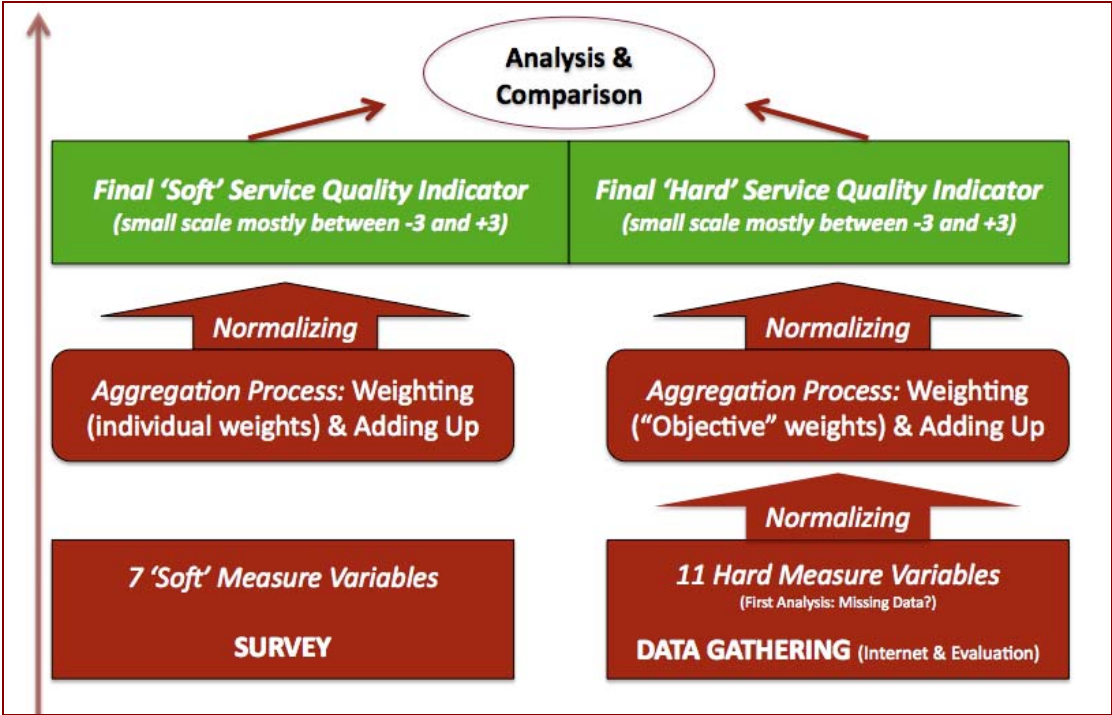 Analysis &
Comparison
Final ‘Soft’ Service Quality Indicator
(small scale mostly between -3 and +3)
Final ‘Hard’ Service Quality Indicator
(small scale mostly between -3 and +3)
Normalizing
Normalizing
Aggregation Process: Weighting
(individual weights) & Adding Up
Aggregation Process: Weighting
(“Objective” weights) & Adding Up
Normalizing
7 ‘Soft’ Measure Variables
SURVEY
11 Hard Measure Variables
(First Analysis: Missing Data?)
DATA GATHERING (Internet & Evaluation)